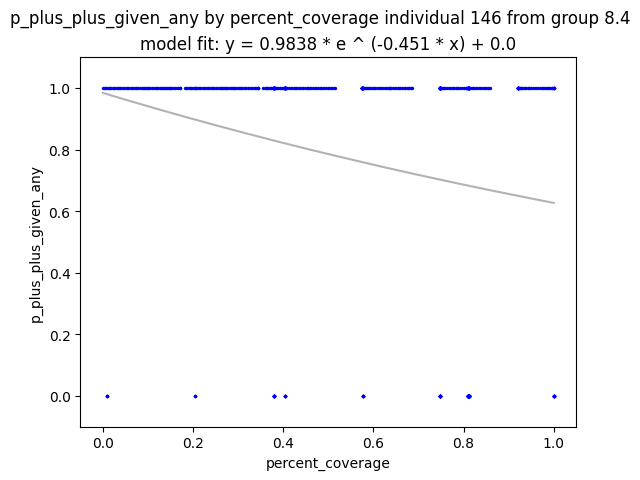 p_plus_plus_given_any by percent_coverage individual 146 from group 8.4
model fit: y = 0.9838 * e ^ (-0.451 * x) + 0.0
p_plus_plus_given_any
1.0
0.8
0.6
0.4
0.2
0.0
0.0 0.2 0.4 0.6 0.8 1.0
percent_coverage